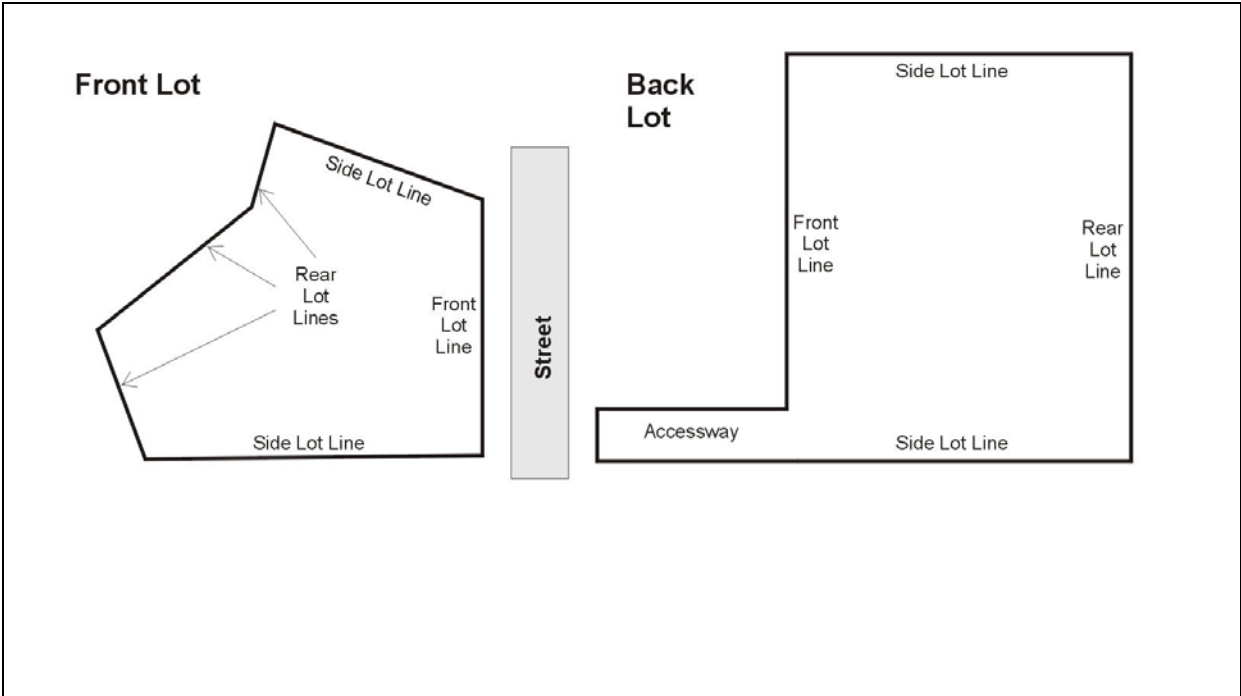 Front Lot
Side Lot Line
Rear
Lot
Lines
Front
Lot
Line
Side Lot Line
Street
Back
Lot
Side Lot Line
Front
Lot
Line
Rear
Lot
Line
Accessway
Side Lot Line